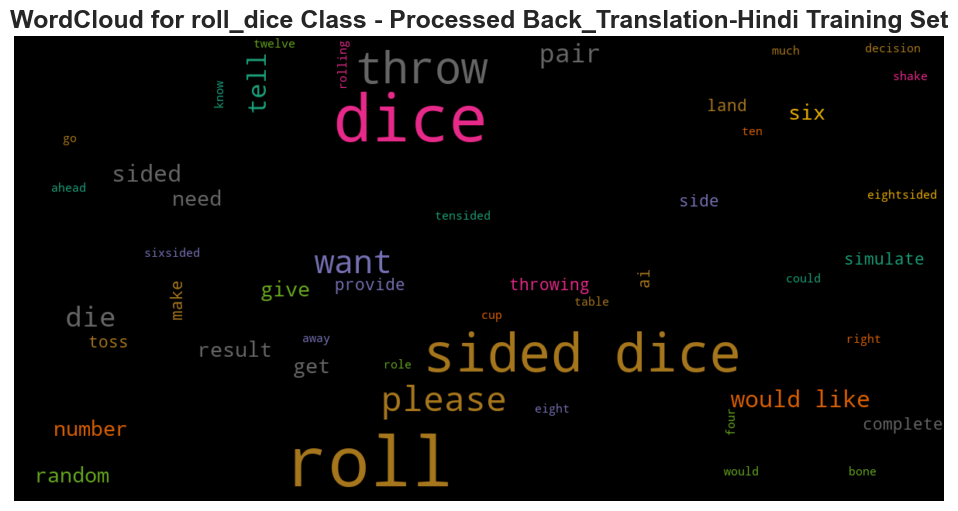 WordCloud for roll_dice Class - Processed Back_Translation-Hindi Training Set
twelve
rolling
tell
know
throw
pair
much
decision
shake
dice
land
six
ten
go
sided
ahead
need
side
eightsided
tensided
sixsided
want
simulate
give
provide
throwing
ai
could
make
table
die
cup
toss
result
away
get
role
sided dice
right
please
eight
would like
four
number
complete
roll
random
would
bone